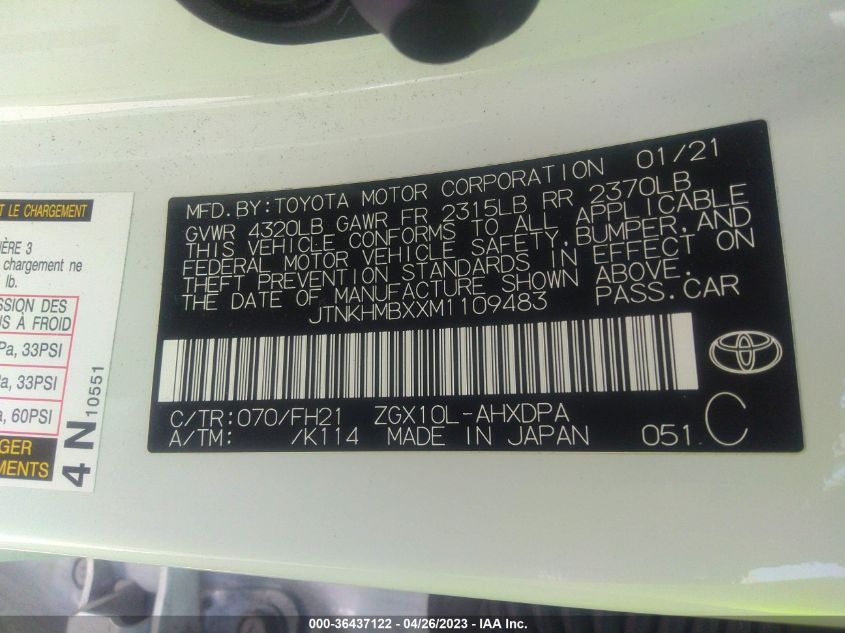 MFD. BY: TOYOTA MOTOR CORPORATION 01/21
GVWR 4320LB GAWR FR 2315LB RR 2370LB
THIS VEHICLE CONFORMS TO ALL APPLICABLE
FEDERAL MOTOR VEHICLE SAFETY, BUMPER, AND
THEFT PREVENTION STANDARDS IN EFFECT ON
THE DATE OF MANUFACTURE SHOWN ABOVE.
JTNKHMBXXM1109483 PASS. CAR
C/TR: 070/FH21 ZGX10L-AHXDPA
A/TM: /K114 MADE IN JAPAN 051 C
T LE CHARGEMENT
IÈRE 3
chargement ne
lb.
SSION DES
S À FROID
Pa, 33PSI
Pa, 33PSI
a, 60PSI
4N 10551
GER
EMENTS
000-36437122 - 04/26/2023 - IAA Inc.